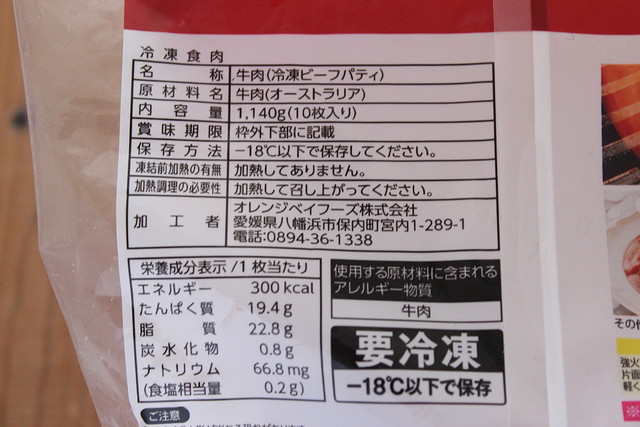 冷凍食肉
名称 牛肉(冷凍ビーフパティ)
原材料名 牛肉(オーストラリア)
内容量 1,140g(10枚入り)
賞味期限 枠外下部に記載
保存方法 −18℃以下で保存してください。
凍結前加熱の有無 加熱してありません。
加熱調理の必要性 加熱して召し上がってください。
加工者 オレンジベイフーズ株式会社
愛媛県八幡浜市保内町宮内1-289-1
電話:0894-36-1338
栄養成分表示/1枚当たり
エネルギー 300kcal
たんぱく質 19.4g
脂質 22.8g
炭水化物 0.8g
ナトリウム 66.8mg
(食塩相当量 0.2g)
使用する原材料に含まれる
アレルギー物質
牛肉
要冷凍
−18℃以下で保存
ご注意
その他
強火
片面
軽く